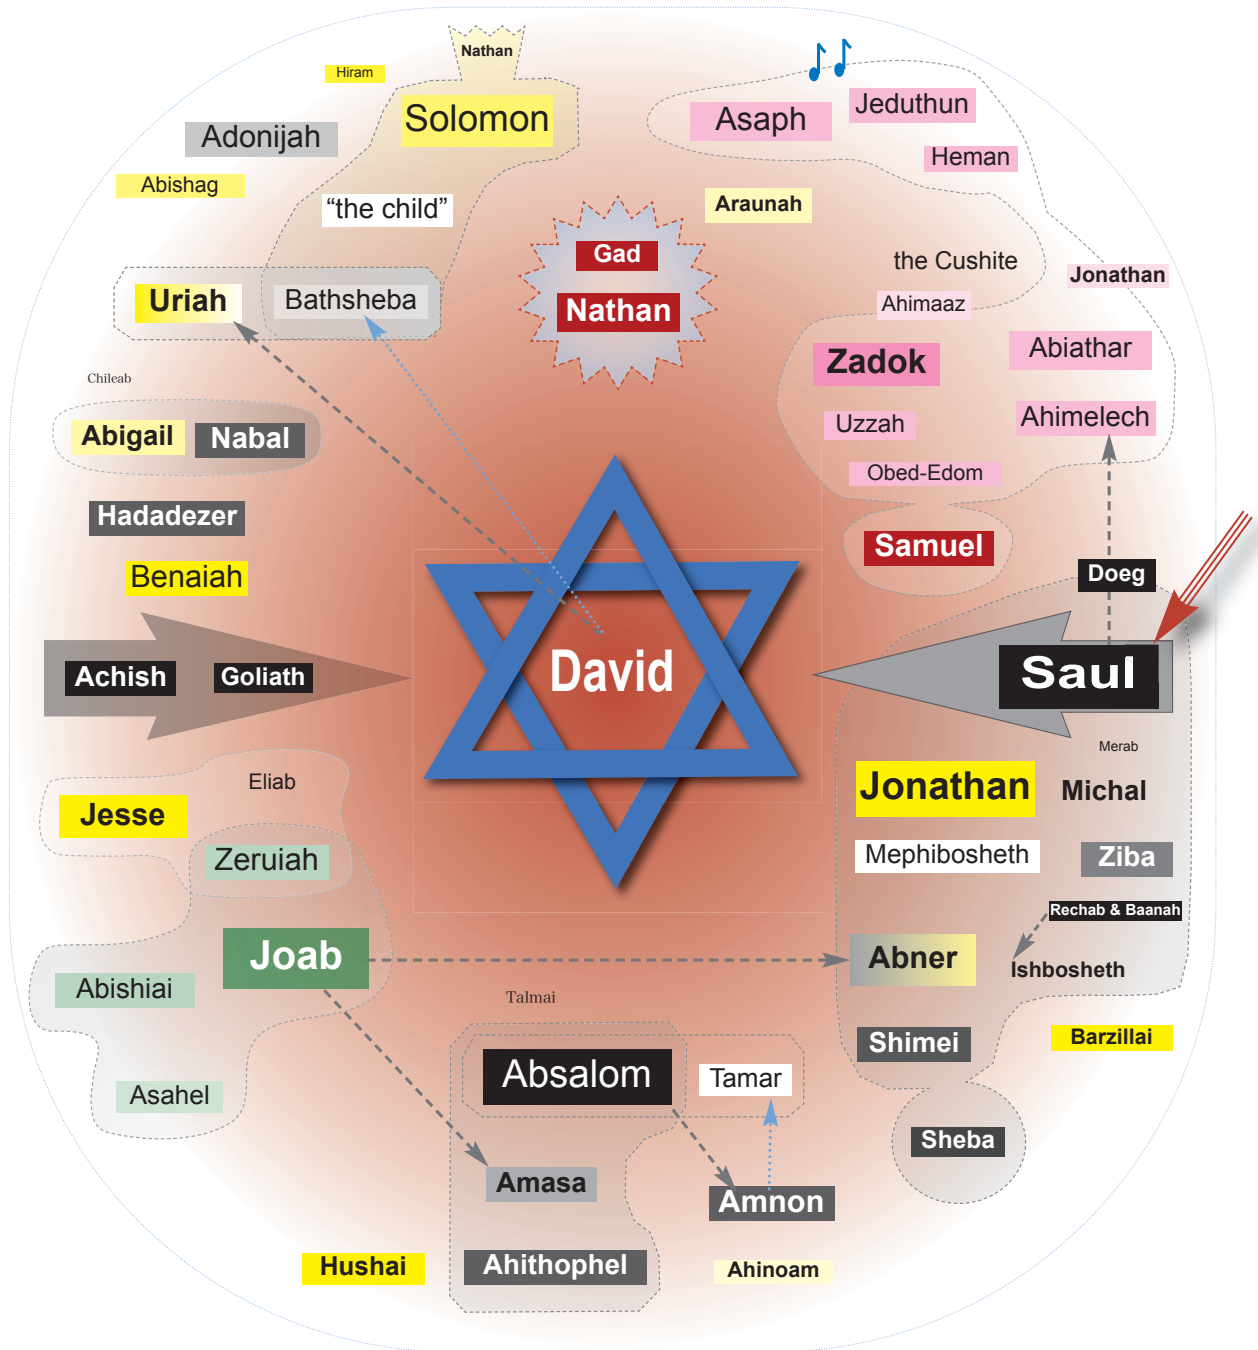 Nathan
Hiram
Solomon
Adonijah
Asaph
Jeduthun
Heman
Abishag
"the child"
Araunah
Gad
Nathan
the Cushite
Jonathan
Uriah
Bathsheba
Ahimaaz
Zadok
Abiathar
Chileab
Abigail
Nabal
Uzzah
Ahimelech
Obed-Edom
Hadadezer
Samuel
Benaiah
Doeg
Achish
Goliath
David
Saul
Merab
Eliab
Jonathan
Michal
Jesse
Zeruiah
Mephibosheth
Ziba
Rechab & Baanah
Joab
Abner
Ishbosheth
Abishiai
Talmai
Shimei
Barzillai
Absalom
Tamar
Asahel
Sheba
Amasa
Amnon
Hushai
Ahithophel
Ahinoam